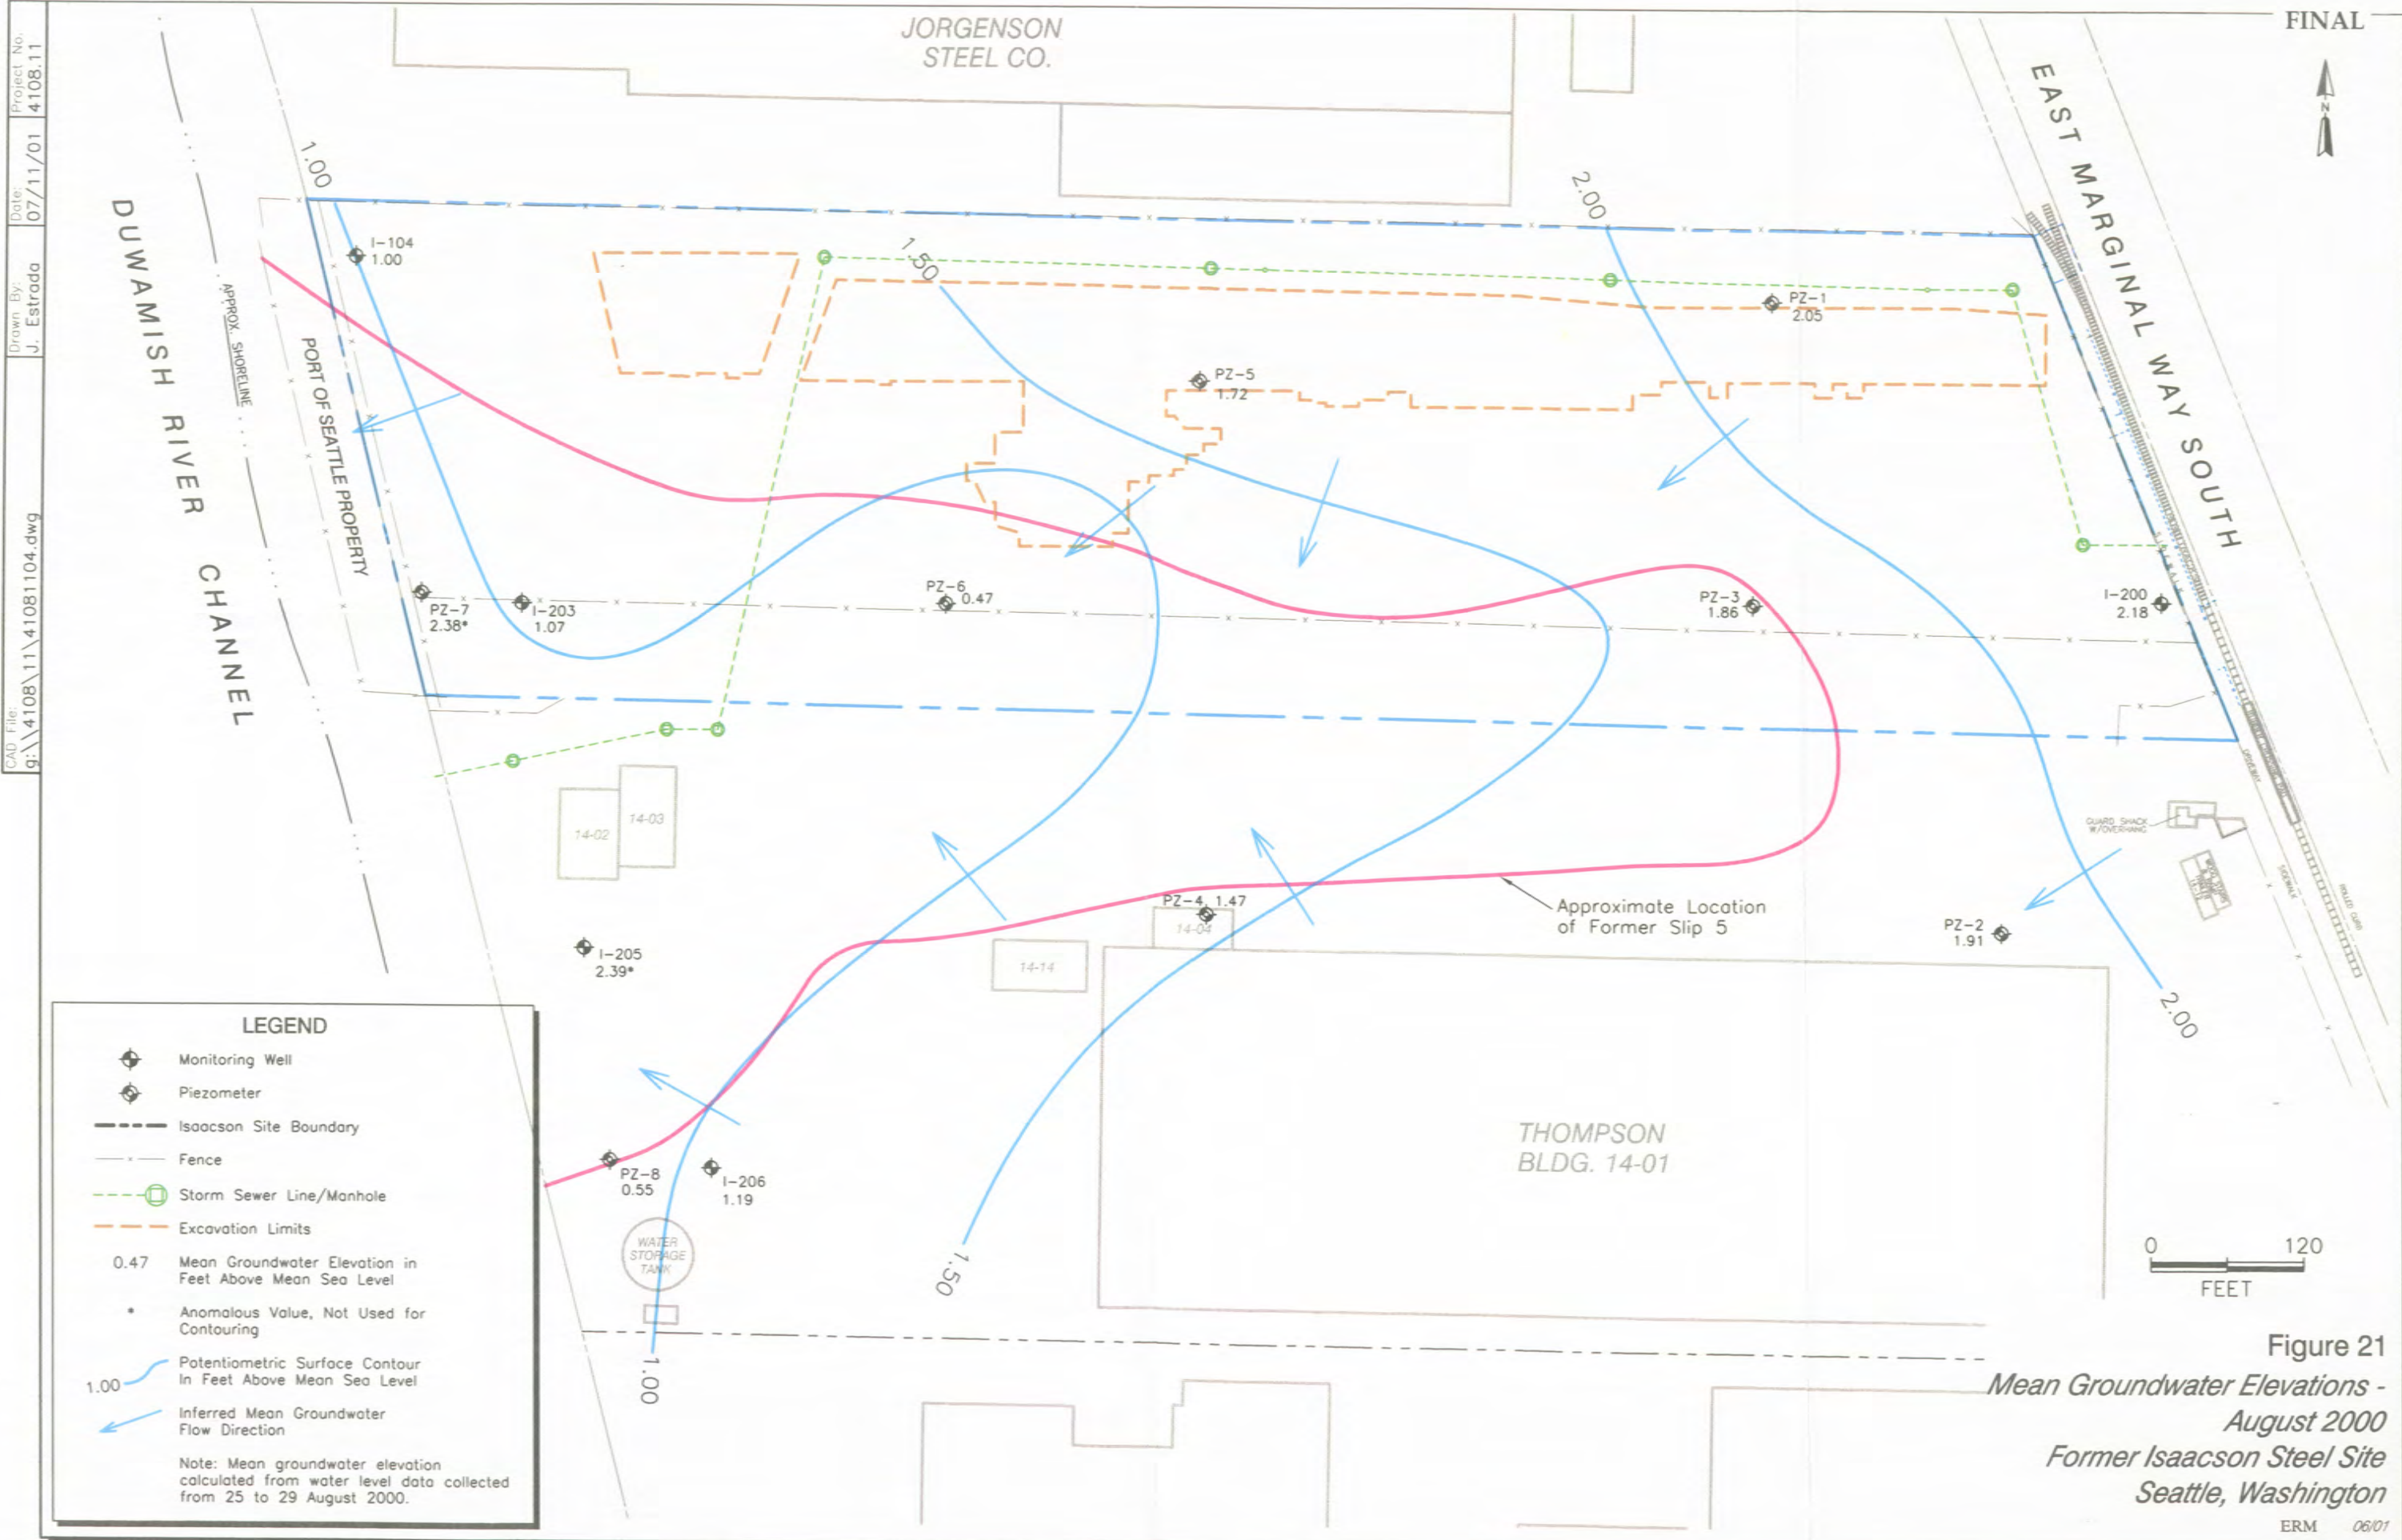 FINAL
Project No.
4108.11
Date:
07/11/01
Drawn By:
J. Estrada
CAD File:
g:\\4108\11\41081104.dwg
JORGENSON
STEEL CO.
N
EAST MARGINAL WAY SOUTH
DUWAMISH RIVER CHANNEL
APPROX. SHORELINE
PORT OF SEATTLE PROPERTY
1.00
1.50
2.00
I-104
1.00
PZ-1
2.05
PZ-5
1.72
PZ-7
2.38*
I-203
1.07
PZ-6
0.47
PZ-3
1.86
I-200
2.18
SIDEWALK
14-02
14-03
GUARD SHACK
W/OVERHANG
DRIVEWAY
SIDEWALK
ROLLED CURB
I-205
2.39*
PZ-4 1.47
14-04
14-14
Approximate Location
of Former Slip 5
PZ-2
1.91
2.00
PZ-8
0.55
I-206
1.19
WATER
STORAGE
TANK
1.50
1.00
THOMPSON
BLDG. 14-01
0 120
FEET
LEGEND
Monitoring Well
Piezometer
Isaacson Site Boundary
Fence
Storm Sewer Line/Manhole
Excavation Limits
0.47 Mean Groundwater Elevation in
Feet Above Mean Sea Level
* Anomalous Value, Not Used for
Contouring
1.00 Potentiometric Surface Contour
In Feet Above Mean Sea Level
Inferred Mean Groundwater
Flow Direction
Note: Mean groundwater elevation
calculated from water level data collected
from 25 to 29 August 2000.
Figure 21
Mean Groundwater Elevations -
August 2000
Former Isaacson Steel Site
Seattle, Washington
ERM 06/01